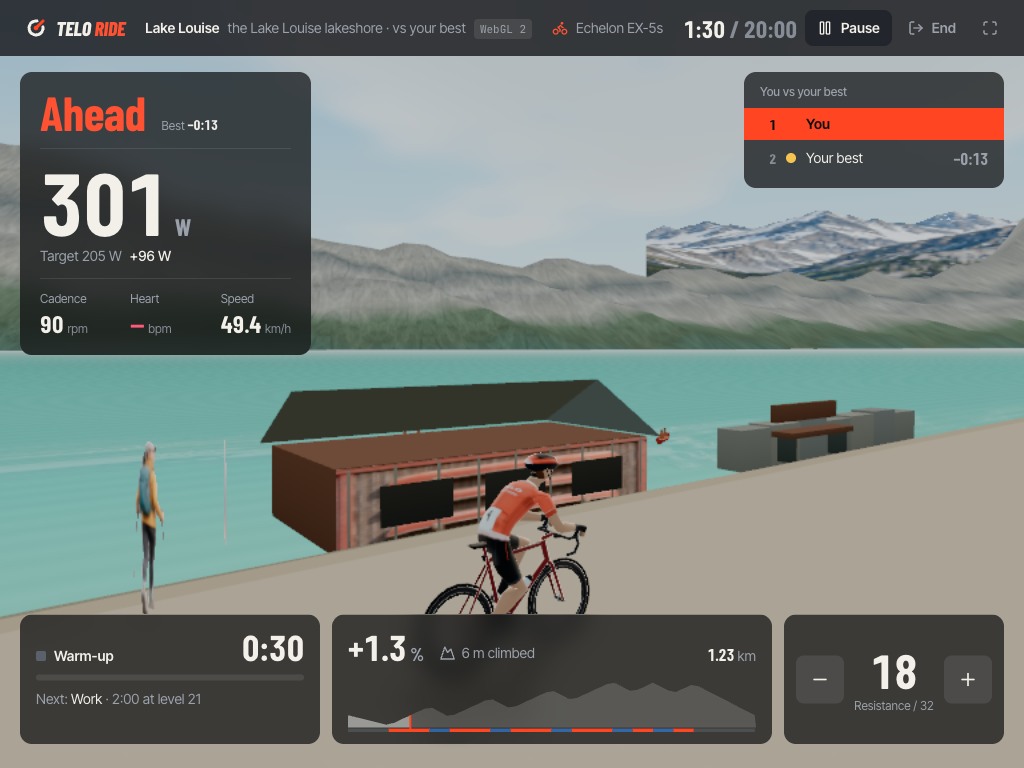 TELO RIDE
Lake Louise the Lake Louise lakeshore · vs your best WebGL 2
Echelon EX-5s
1:30 / 20:00
Pause
End
Ahead Best −0:13
301 W
Target 205 W +96 W
Cadence Heart Speed
90 rpm – bpm 49.4 km/h
You vs your best
1 You
2 Your best −0:13
Warm-up 0:30
Next: Work · 2:00 at level 21
+1.3 % 6 m climbed 1.23 km
− 18 +
Resistance / 32